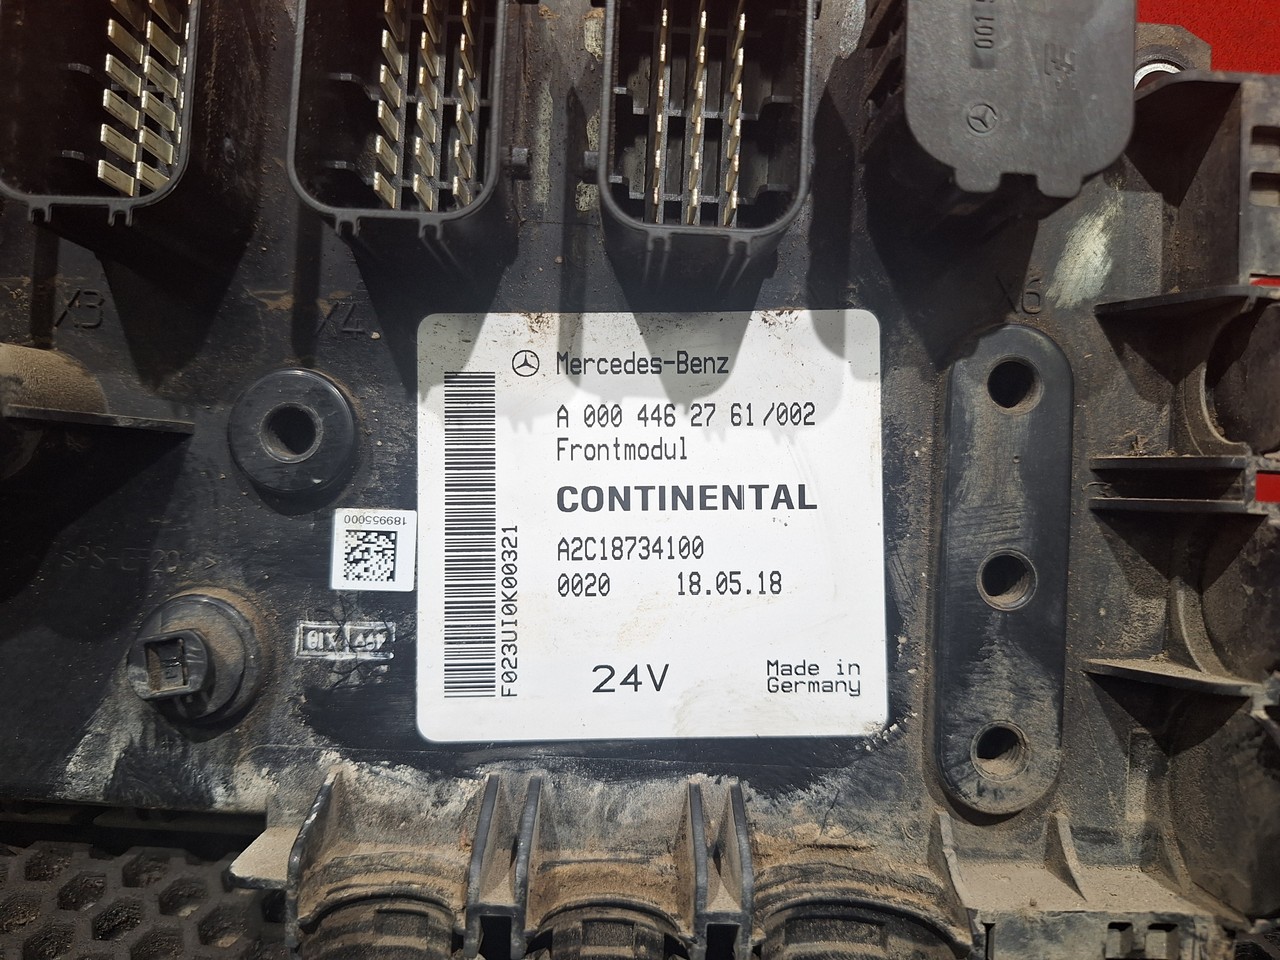 001
X3
X4
X6
Mercedes-Benz
A 000 446 27 61/002
Frontmodul
CONTINENTAL
A2C18734100
0020 18.05.18
24V
Made in
Germany
F023UI0K00321
189955000